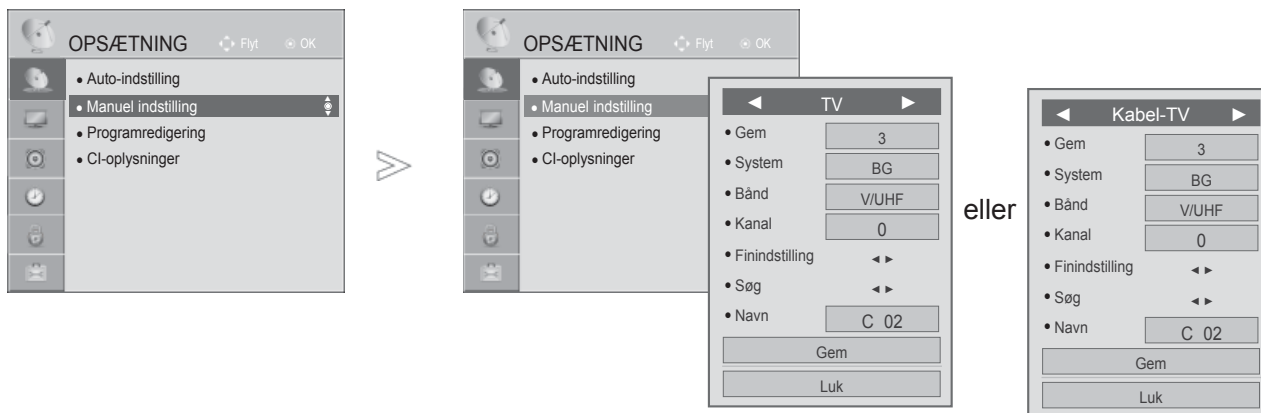 OPSÆTNING Flyt OK
• Auto-indstilling
• Manuel indstilling
• Programredigering
• CI-oplysninger
OPSÆTNING Flyt OK
• Auto-indstilling
• Manuel indstilling
• Programredigering
• CI-oplysninger
◄ TV ►
• Gem 3
• System BG
• Bånd V/UHF
• Kanal 0
• Finindstilling ◄ ►
• Søg ◄ ►
• Navn C 02
Gem
Luk
eller
◄ Kabel-TV ►
• Gem 3
• System BG
• Bånd V/UHF
• Kanal 0
• Finindstilling ◄ ►
• Søg ◄ ►
• Navn C 02
Gem
Luk